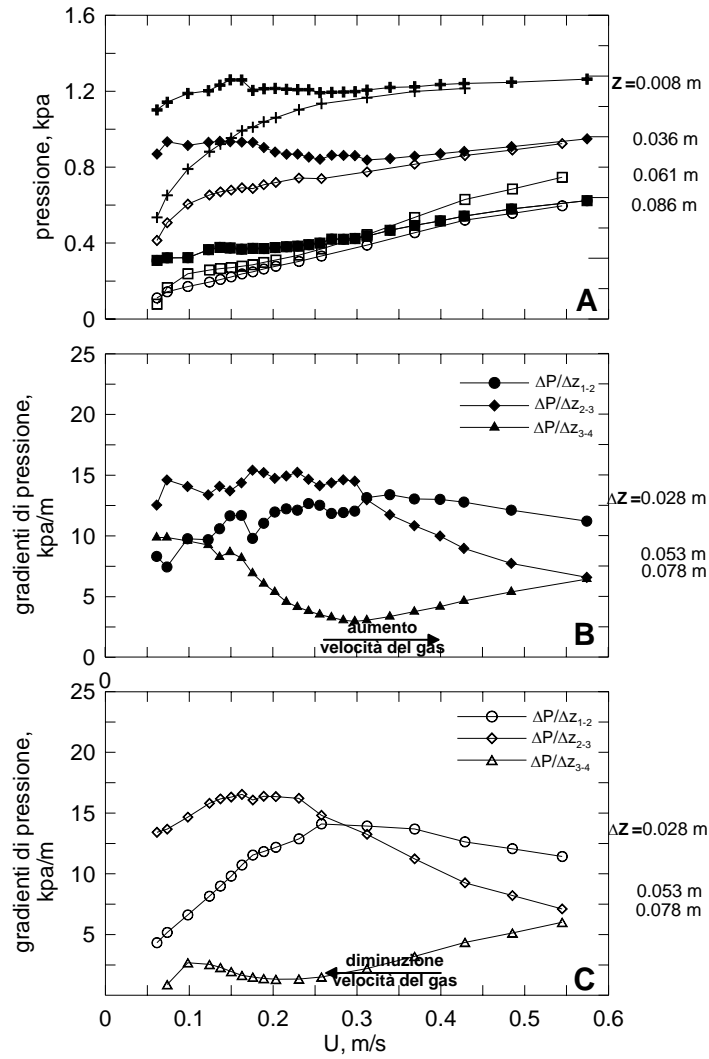 1.6
1.2
0.8
0.4
0
pressione, kpa
Z=0.008 m
0.036 m
0.061 m
0.086 m
A
25
20
15
10
5
0
gradienti di pressione,
kpa/m
ΔP/Δz1-2
ΔP/Δz2-3
ΔP/Δz3-4
ΔZ=0.028 m
0.053 m
0.078 m
aumento
velocità del gas
B
0
25
20
15
10
5
gradienti di pressione,
kpa/m
ΔP/Δz1-2
ΔP/Δz2-3
ΔP/Δz3-4
ΔZ=0.028 m
0.053 m
0.078 m
diminuzione
velocità del gas
C
0 0.1 0.2 0.3 0.4 0.5 0.6
U, m/s